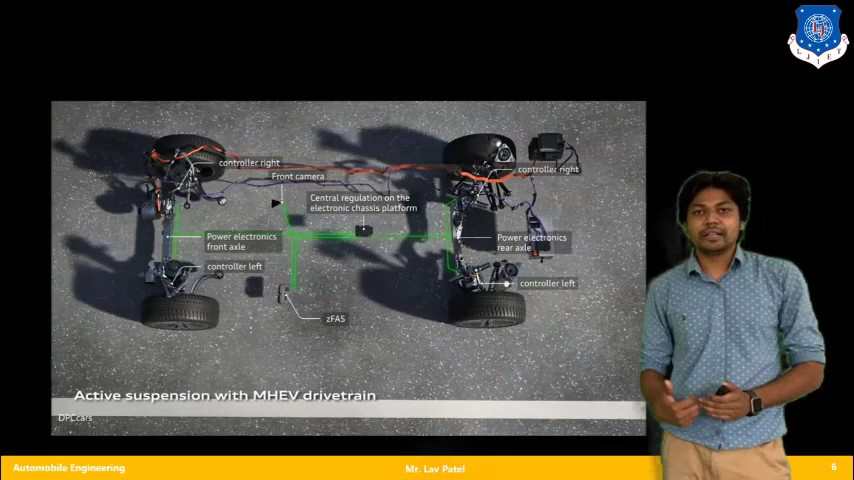 LJIET
controller right
controller right
Front camera
Central regulation on the
electronic chassis platform
Power electronics
front axle
Power electronics
rear axle
controller left
controller left
zFAS
Active suspension with MHEV drivetrain
DPCcars
Automobile Engineering
Mr. Lav Patel
6